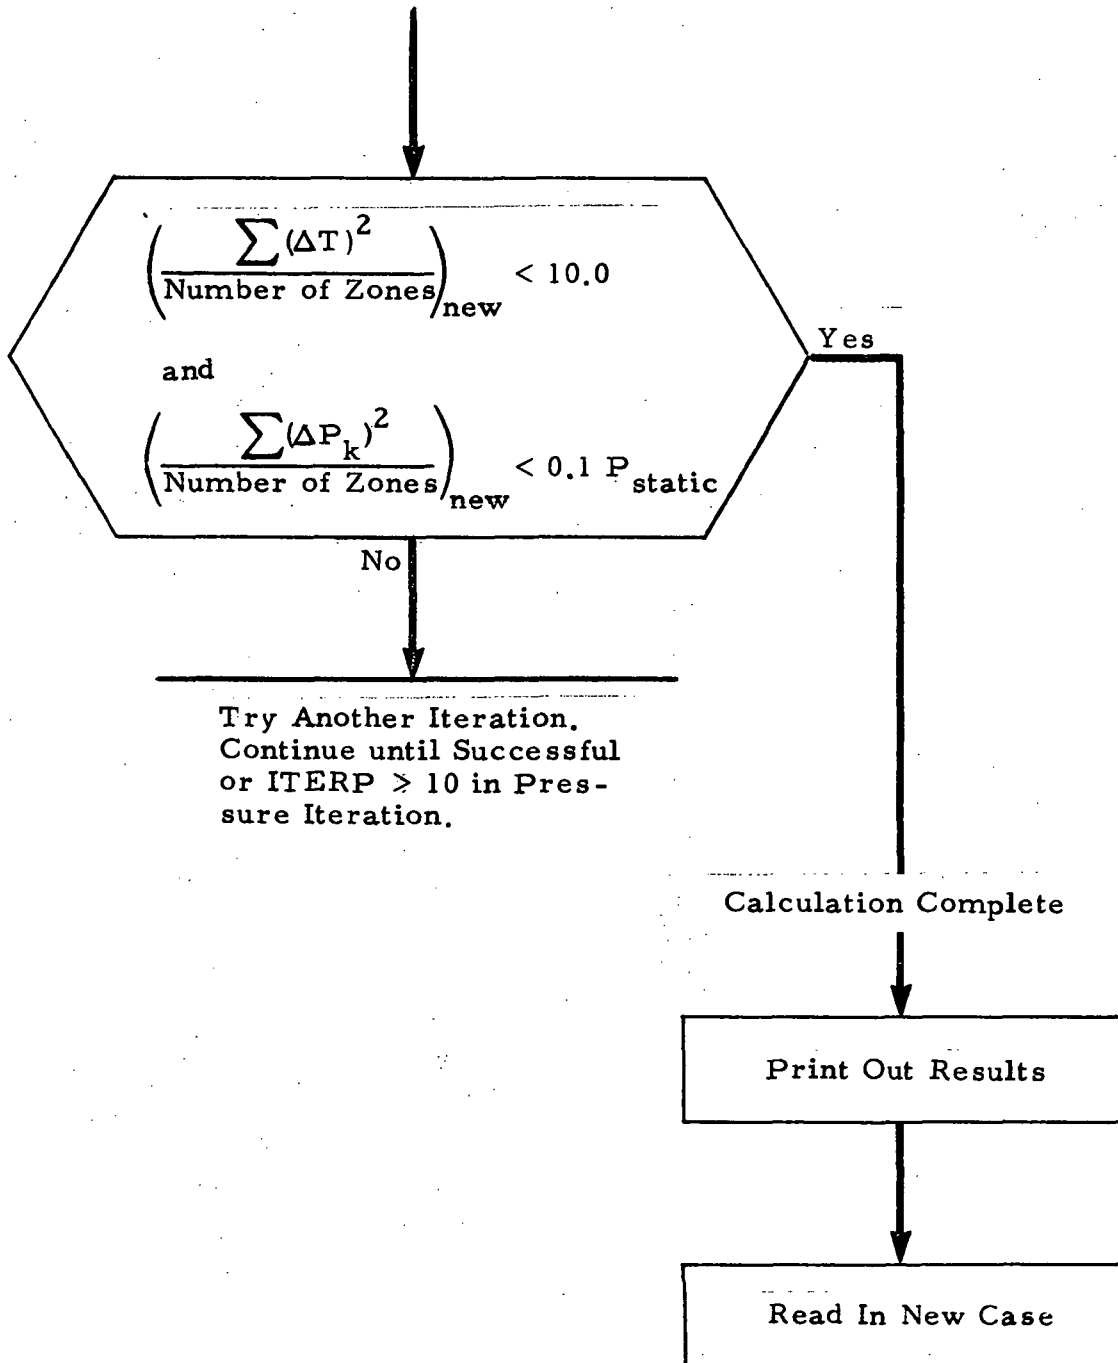 (∑(ΔT)²
Number of Zones)new < 10.0
and
(∑(ΔPk)²
Number of Zones)new < 0.1 Pstatic
Yes
No
Try Another Iteration.
Continue until Successful
or ITERP ≥ 10 in Pres-
sure Iteration.
Calculation Complete
Print Out Results
Read In New Case